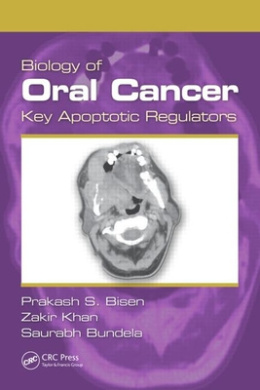 Biology of
Oral Cancer
Key Apoptotic Regulators
Prakash S. Bisen
Zakir Khan
Saurabh Bundela
CRC Press
Taylor & Francis Group